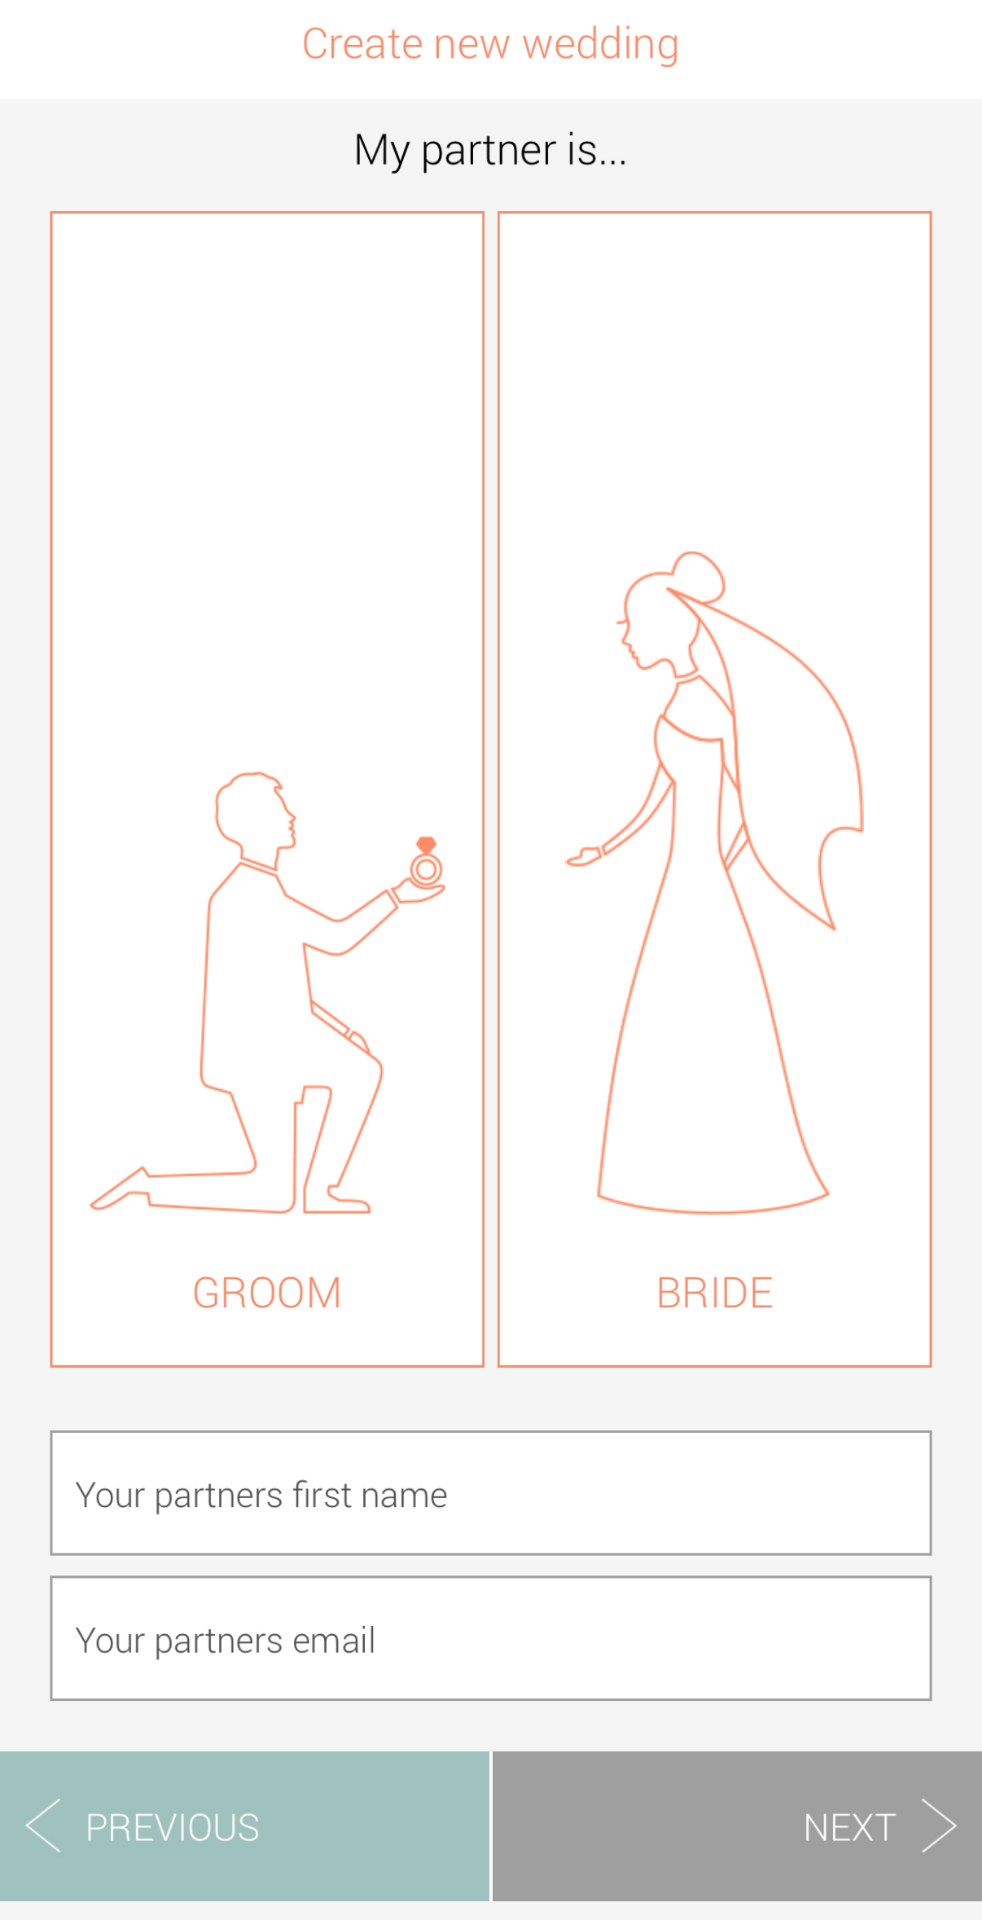 Create new wedding
My partner is...
GROOM
BRIDE
Your partners first name
Your partners email
PREVIOUS
NEXT